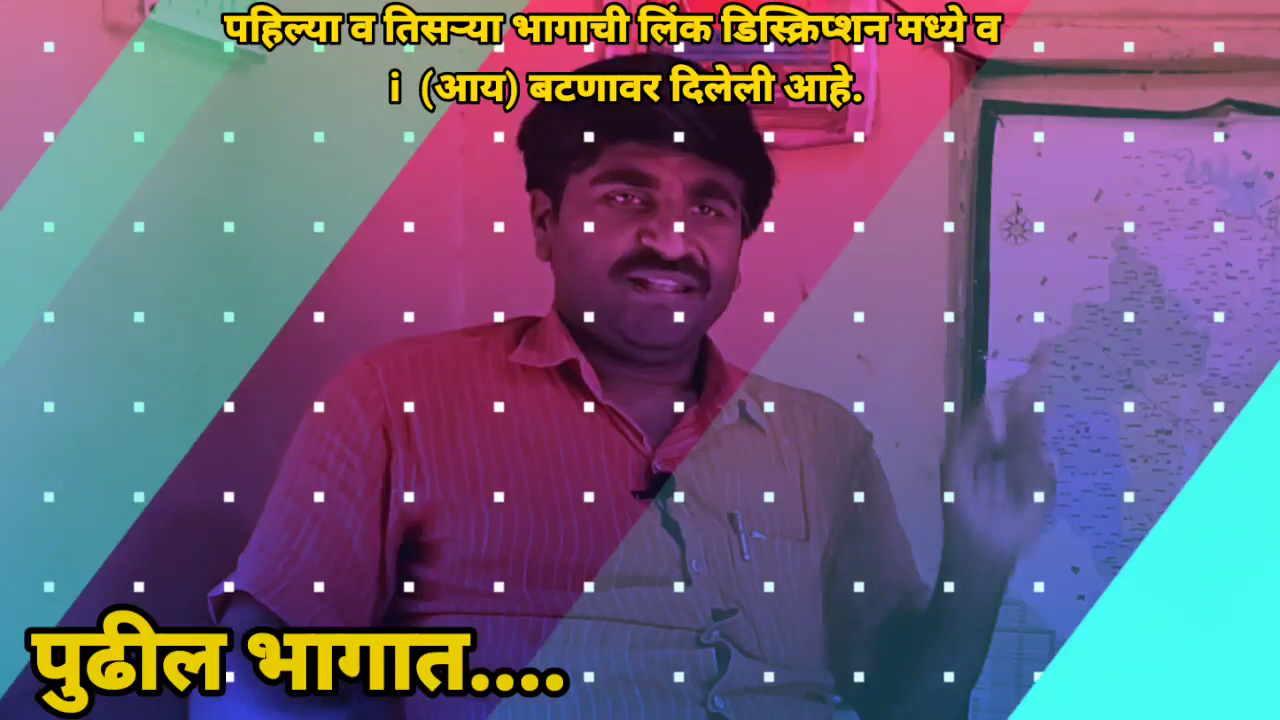 पहिल्या व तिसऱ्या भागाची लिंक डिस्क्रिप्शन मध्ये व
i (आय) बटणावर दिलेली आहे.
पुढील भागात....